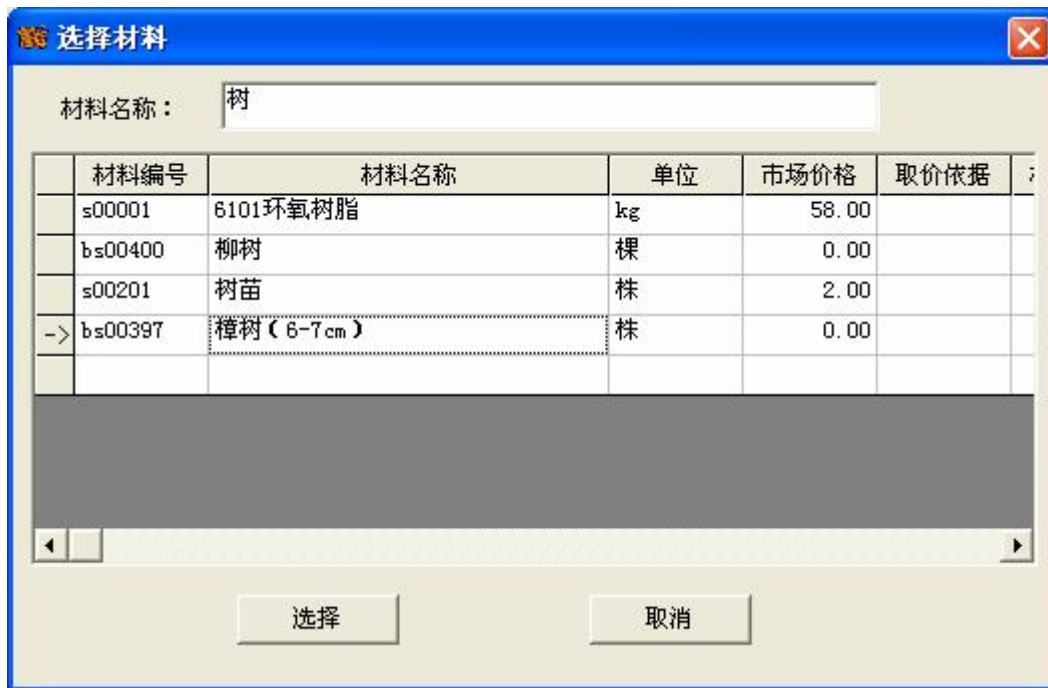 选择材料
材料名称： 树
材料编号 材料名称 单位 市场价格 取价依据
s00001 6101环氧树脂 kg 58.00
bs00400 柳树 棵 0.00
s00201 树苗 株 2.00
-> bs00397 樟树（6-7cm） 株 0.00
选择 取消